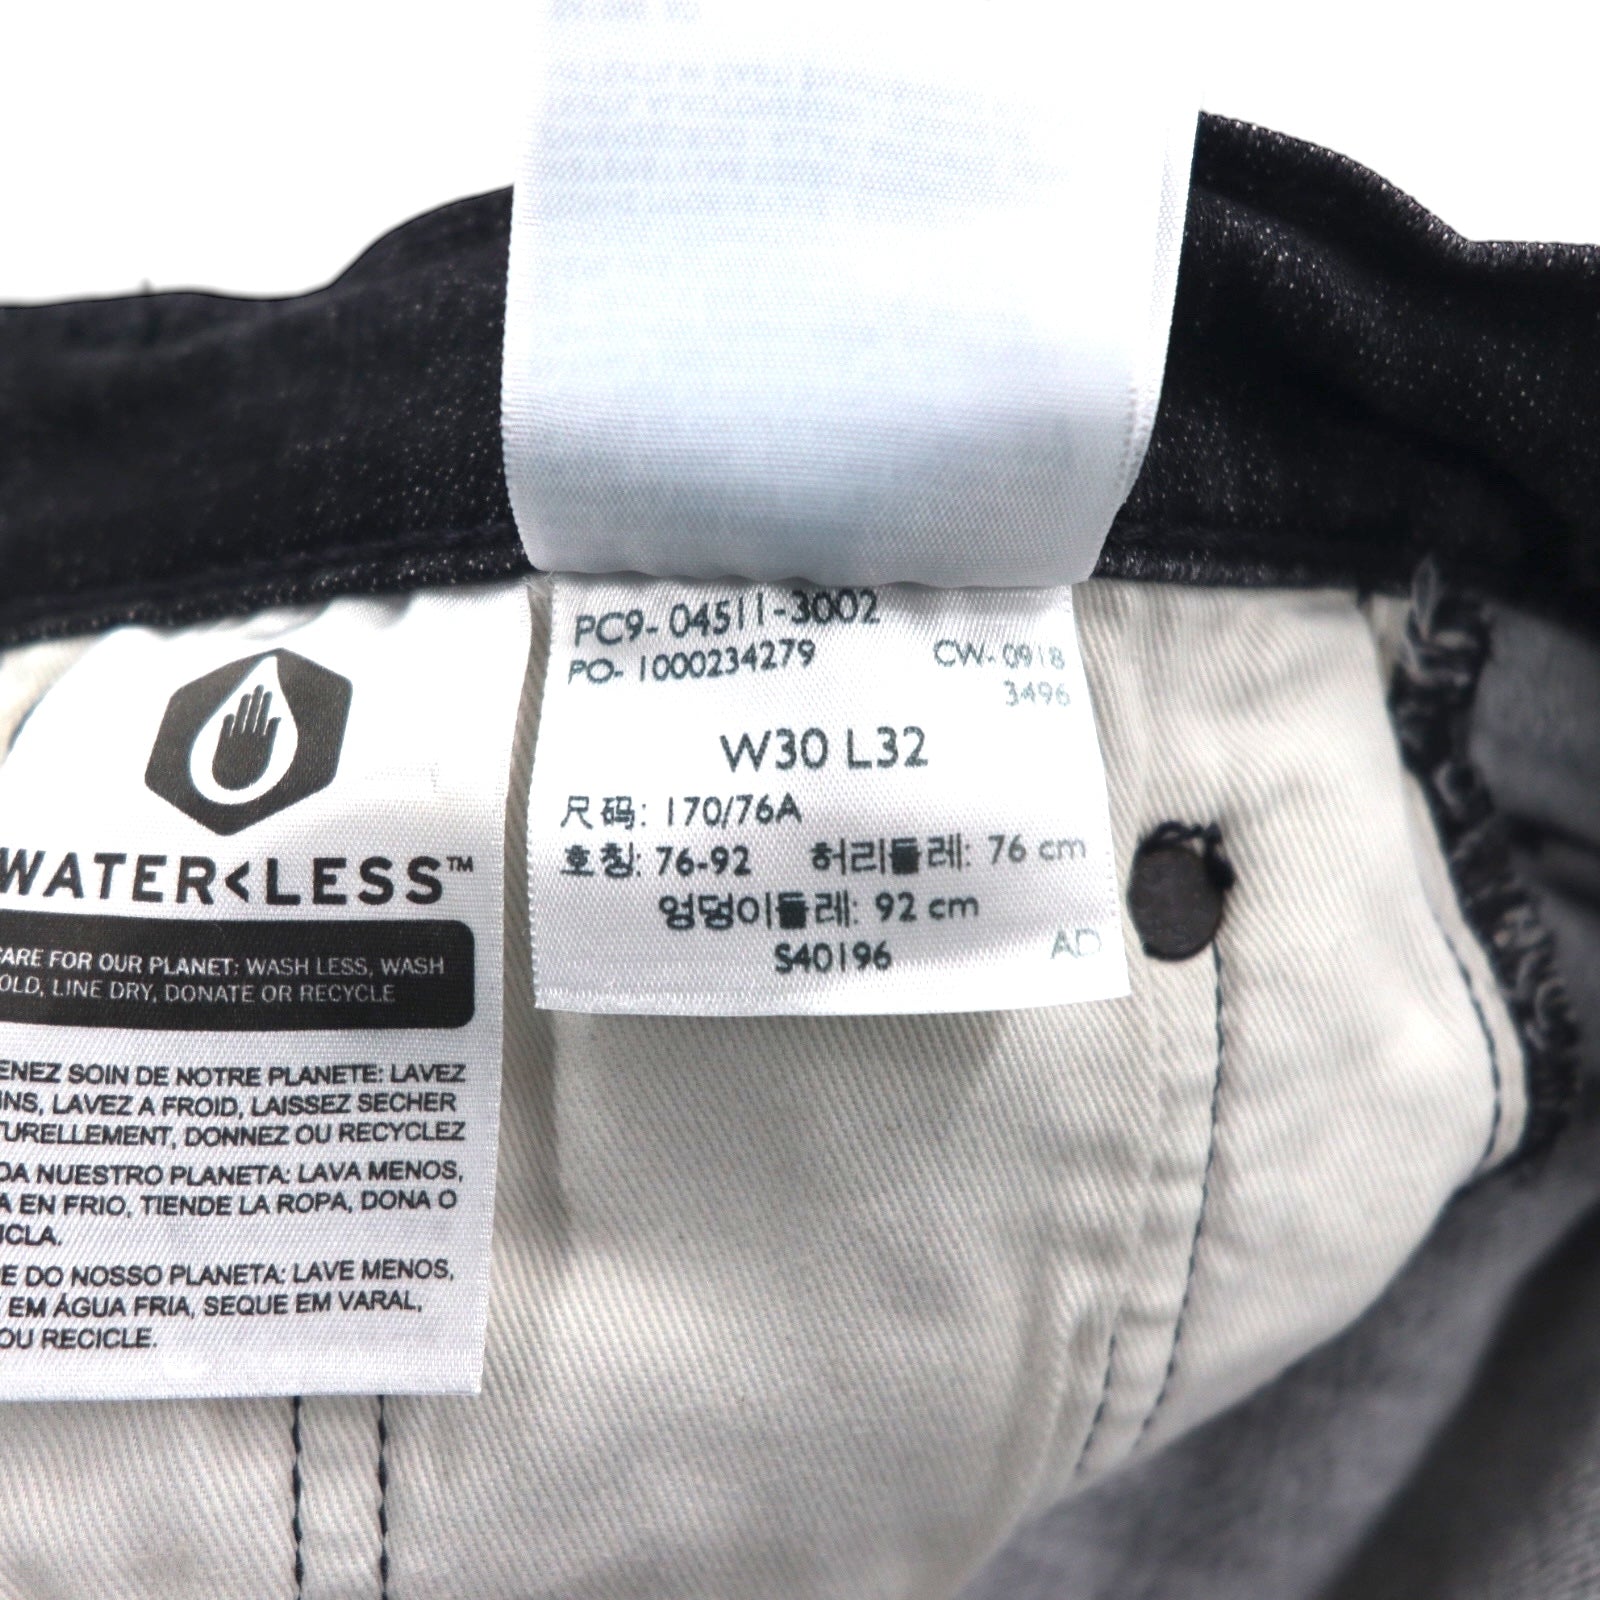 WATER<LESS™
CARE FOR OUR PLANET: WASH LESS, WASH
OLD, LINE DRY, DONATE OR RECYCLE
ENEZ SOIN DE NOTRE PLANETE: LAVEZ
INS, LAVEZ A FROID, LAISSEZ SECHER
TURELLEMENT, DONNEZ OU RECYCLEZ
DA NUESTRO PLANETA: LAVA MENOS,
A EN FRIO, TIENDE LA ROPA, DONA O
ICLA.
E DO NOSSO PLANETA: LAVE MENOS,
EM ÁGUA FRIA, SEQUE EM VARAL,
OU RECICLE.
PC9-04511-3002
PO-1000234279 CW-0918
3496
W30 L32
尺码: 170/76A
호칭: 76-92 허리둘레: 76 cm
엉덩이둘레: 92 cm
S40196 AD